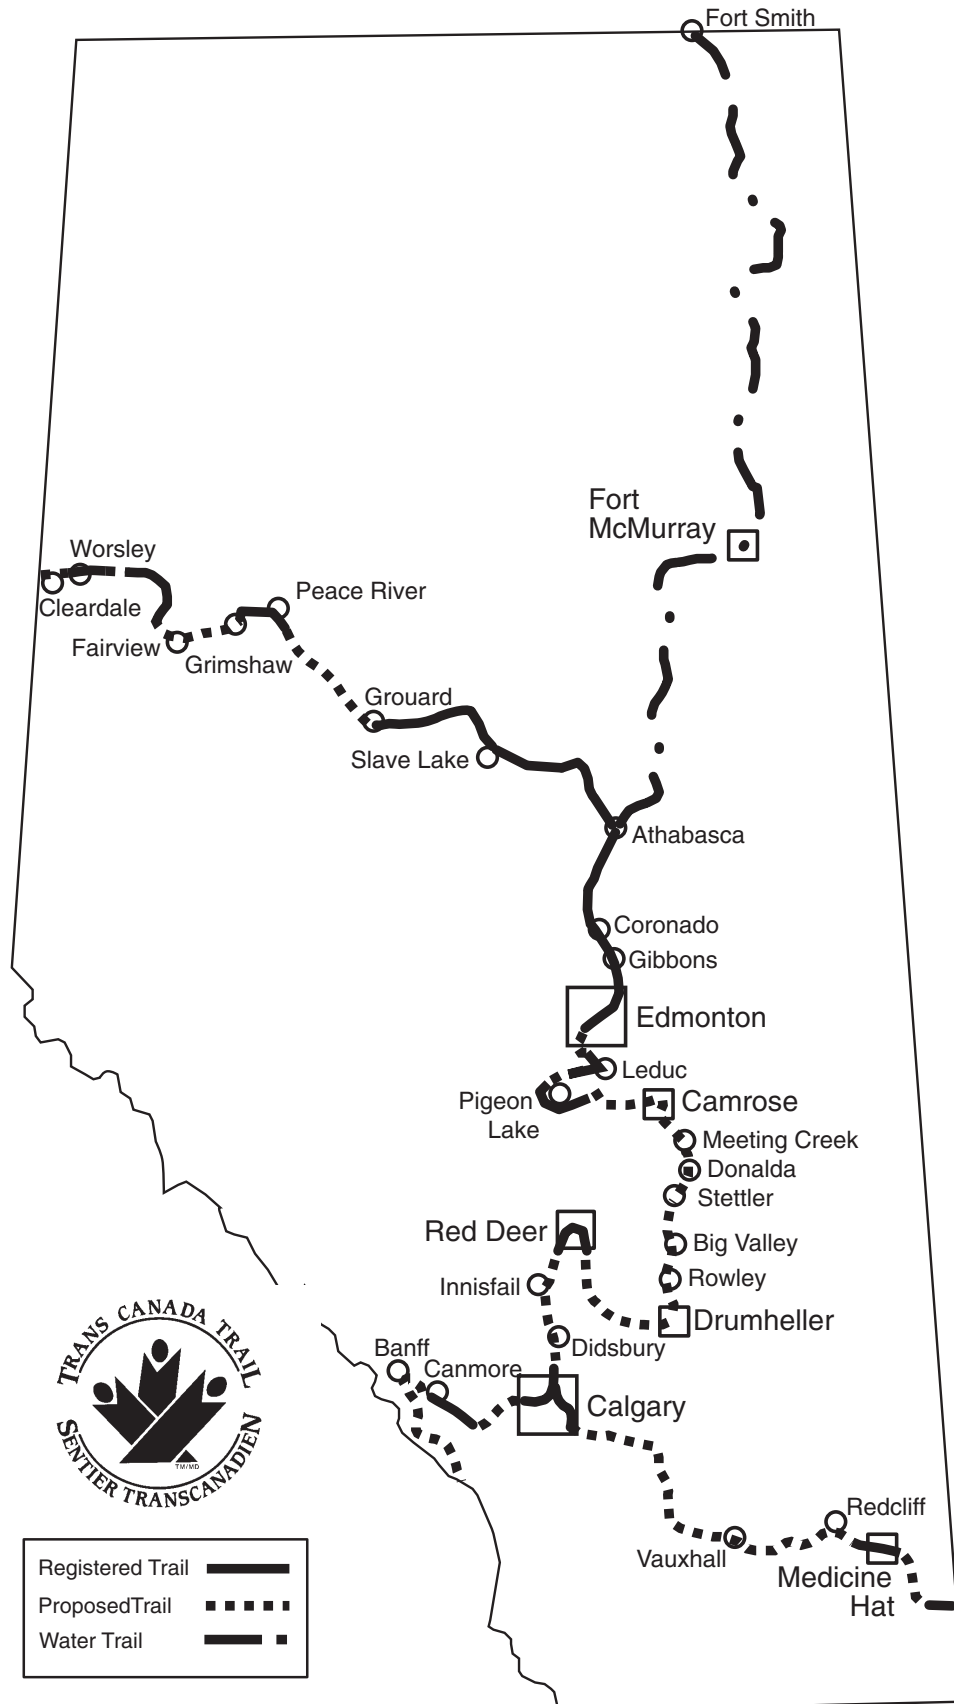 Fort Smith
Fort
McMurray
Worsley
Cleardale
Peace River
Fairview
Grimshaw
Grouard
Slave Lake
Athabasca
Coronado
Gibbons
Edmonton
Leduc
Pigeon
Lake
Camrose
Meeting Creek
Donalda
Stettler
Red Deer
Big Valley
Innisfail
Rowley
Drumheller
Didsbury
Banff
Canmore
Calgary
Redcliff
Vauxhall
Medicine
Hat
TRANS CANADA TRAIL
TM/MD
SENTIER TRANSCANADIEN
Registered Trail
ProposedTrail
Water Trail